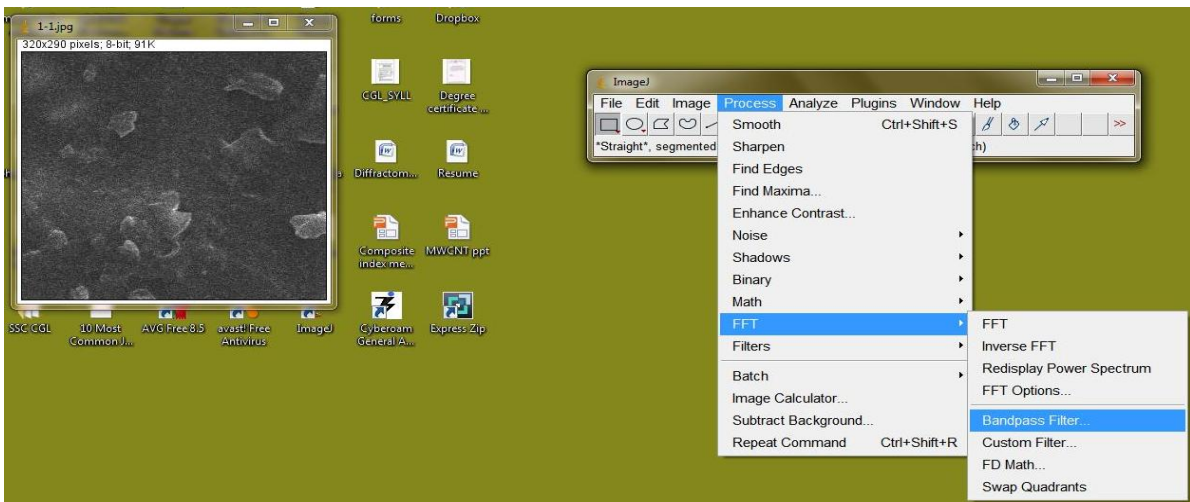 1-1.jpg
320x290 pixels; 8-bit; 91K
forms
Dropbox
CGL_SYLL
Degree
certificate ...
Diffractom...
Resume
Composite
index me...
MWCNT ppt
SSC CGL
10 Most
Common J...
AVG Free 8.5
avast! Free
Antivirus
ImageJ
Cyberoam
General A...
Express Zip
ImageJ
File Edit Image Process Analyze Plugins Window Help
>>
*Straight*, segmented
ch)
Smooth Ctrl+Shift+S
Sharpen
Find Edges
Find Maxima...
Enhance Contrast...
Noise
Shadows
Binary
Math
FFT
Filters
Batch
Image Calculator...
Subtract Background...
Repeat Command Ctrl+Shift+R
FFT
Inverse FFT
Redisplay Power Spectrum
FFT Options...
Bandpass Filter...
Custom Filter...
FD Math...
Swap Quadrants